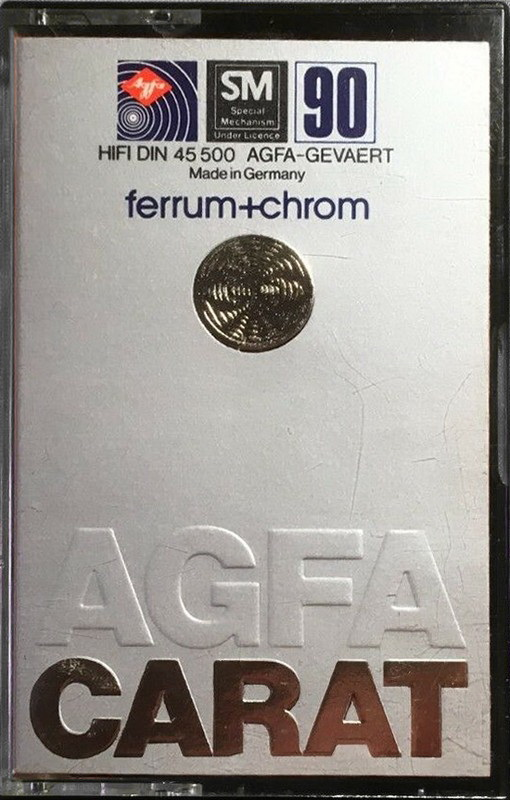 Agfa
SM
Special
Mechanism
Under Licence
90
HIFI DIN 45 500 AGFA-GEVAERT
Made in Germany
ferrum+chrom
AGFA
CARAT